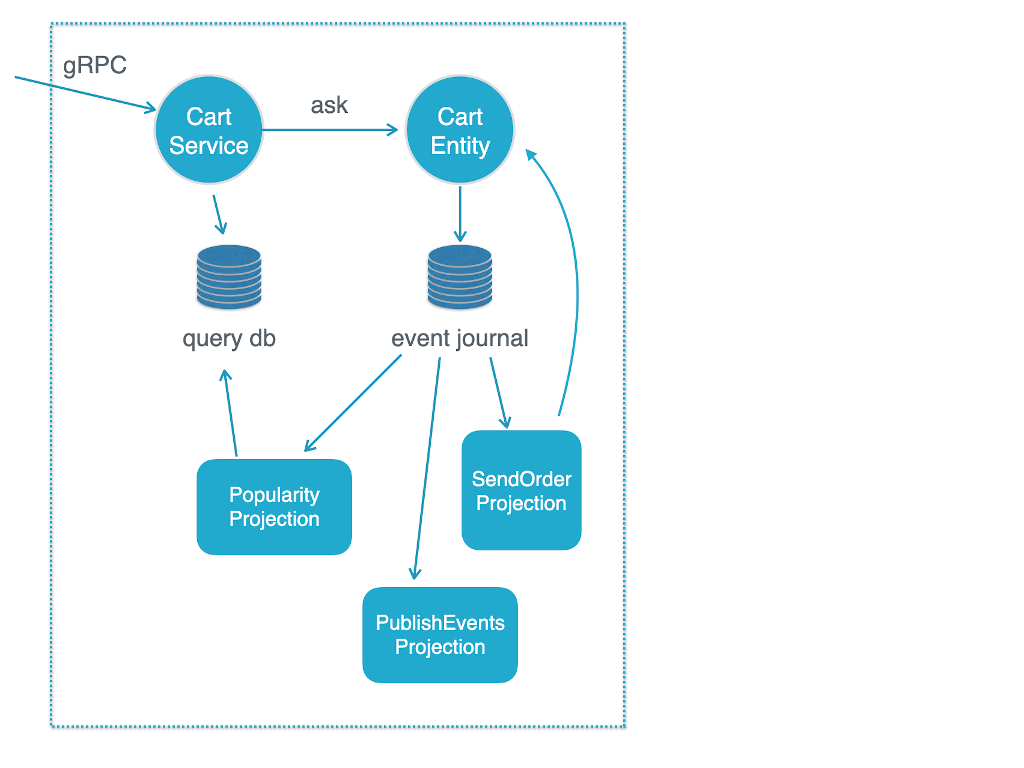 gRPC
Cart
Service
ask
Cart
Entity
query db
event journal
Popularity
Projection
SendOrder
Projection
PublishEvents
Projection